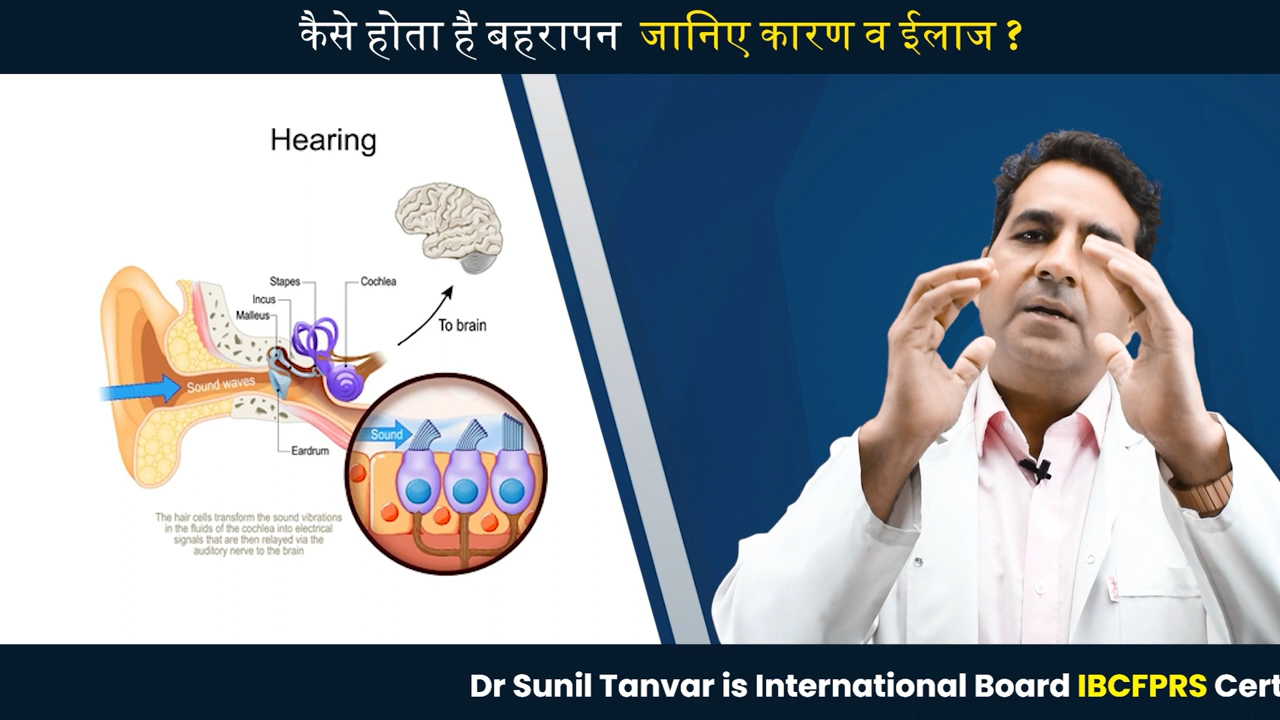 कैसे होता है बहरापन जानिए कारण व ईलाज ?
Hearing
Stapes
Cochlea
Incus
Malleus
To brain
Sound waves
Sound
Eardrum
The hair cells transform the sound vibrations
in the fluids of the cochlea into electrical
signals that are then relayed via the
auditory nerve to the brain
Dr Sunil Tanvar is International Board IBCFPRS Cert